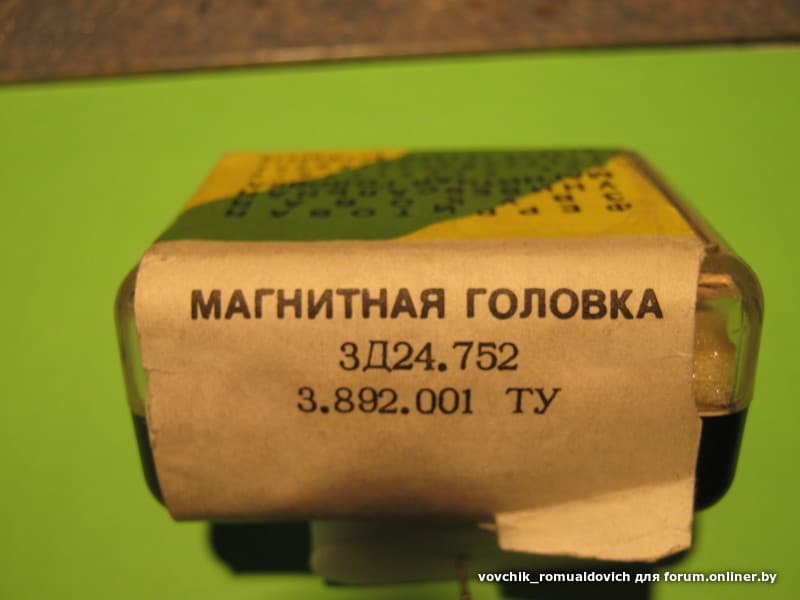 МАГНИТНАЯ ГОЛОВКА
3Д24.752
3.892.001 ТУ
vovchik_romualdovich для forum.onliner.by